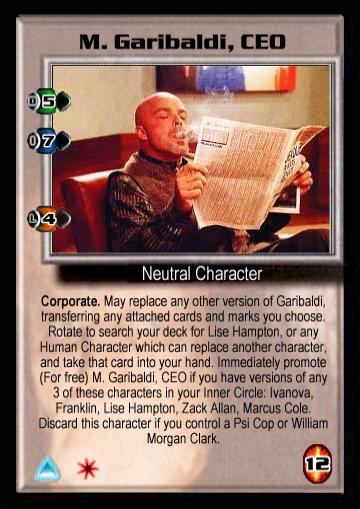 M. Garibaldi, CEO
D 5
D 7
L 4
Neutral Character
Corporate. May replace any other version of Garibaldi,
transferring any attached cards and marks you choose.
Rotate to search your deck for Lise Hampton, or any
Human Character which can replace another character,
and take that card into your hand. Immediately promote
(For free) M. Garibaldi, CEO if you have versions of any
3 of these characters in your Inner Circle: Ivanova,
Franklin, Lise Hampton, Zack Allan, Marcus Cole.
Discard this character if you control a Psi Cop or William
Morgan Clark.
12